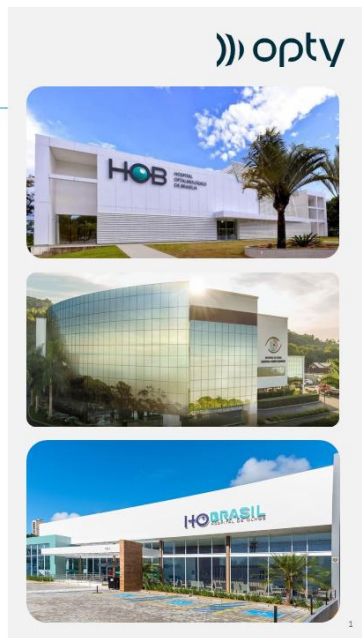 opty
HOB
HOSPITAL
OFTALMOLÓGICO
DE BRASÍLIA
HOBRASIL
HOSPITAL DE OLHOS
1